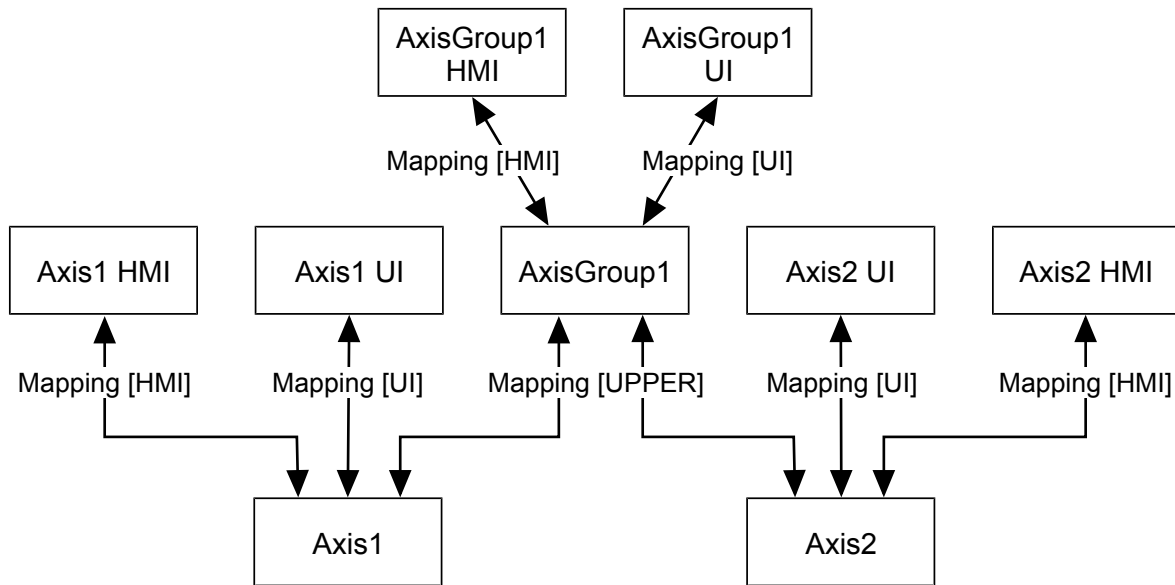 AxisGroup1
HMI
AxisGroup1
UI
Mapping [HMI]
Mapping [UI]
Axis1 HMI
Axis1 UI
AxisGroup1
Axis2 UI
Axis2 HMI
Mapping [HMI]
Mapping [UI]
Mapping [UPPER]
Mapping [UI]
Mapping [HMI]
Axis1
Axis2